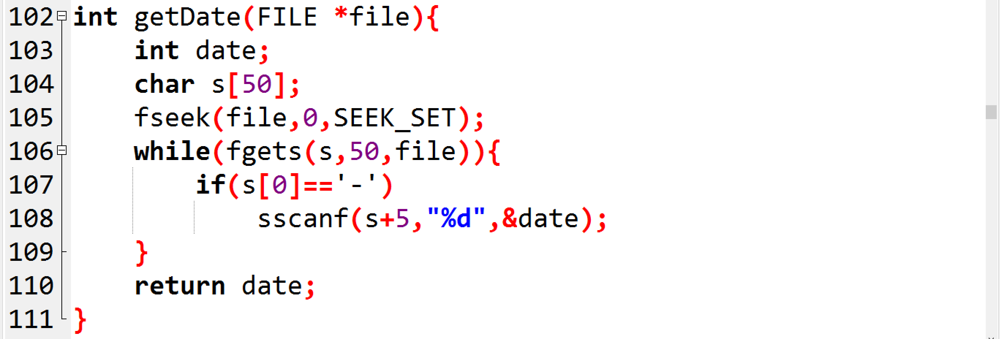 102 int getDate(FILE *file){
103 int date;
104 char s[50];
105 fseek(file,0,SEEK_SET);
106 while(fgets(s,50,file)){
107 if(s[0]=='-')
108 sscanf(s+5,"%d",&date);
109 }
110 return date;
111 }